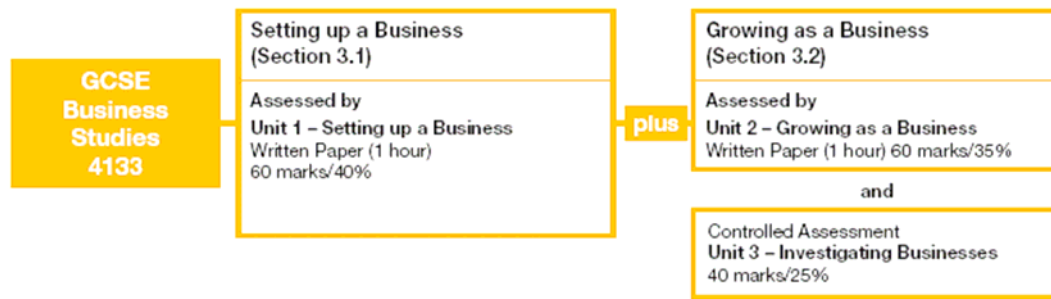 GCSE
Business
Studies
4133
Setting up a Business
(Section 3.1)
Assessed by
Unit 1 – Setting up a Business
Written Paper (1 hour)
60 marks/40%
plus
Growing as a Business
(Section 3.2)
Assessed by
Unit 2 – Growing as a Business
Written Paper (1 hour) 60 marks/35%
and
Controlled Assessment
Unit 3 – Investigating Businesses
40 marks/25%